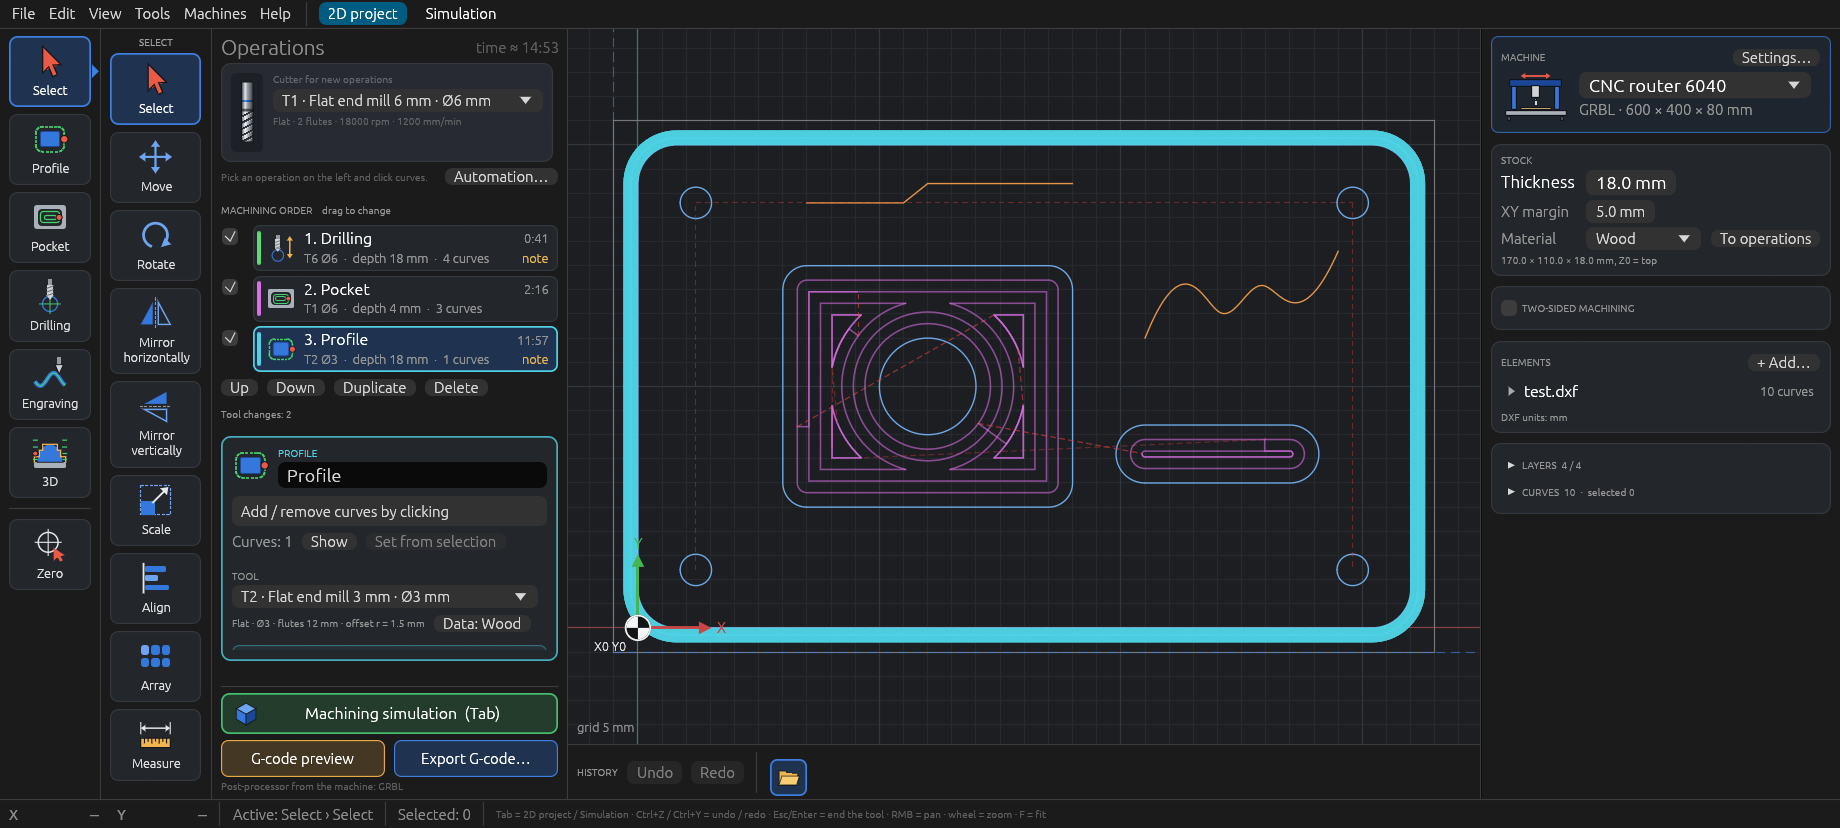 File Edit View Tools Machines Help 2D project Simulation
Select
Profile
Pocket
Drilling
Engraving
3D
Zero
SELECT
Select
Move
Rotate
Mirror
horizontally
Mirror
vertically
Scale
Align
Array
Measure
Operations time ≈ 14:53
Cutter for new operations
T1 · Flat end mill 6 mm · Ø6 mm
Flat · 2 flutes · 18000 rpm · 1200 mm/min
Pick an operation on the left and click curves. Automation...
MACHINING ORDER drag to change
1. Drilling 0:41
T6 Ø6 · depth 18 mm · 4 curves note
2. Pocket 2:16
T1 Ø6 · depth 4 mm · 3 curves
3. Profile 11:57
T2 Ø3 · depth 18 mm · 1 curves note
Up Down Duplicate Delete
Tool changes: 2
PROFILE
Profile
Add / remove curves by clicking
Curves: 1 Show Set from selection
TOOL
T2 · Flat end mill 3 mm · Ø3 mm
Flat · Ø3 · flutes 12 mm · offset r = 1.5 mm Data: Wood
Machining simulation (Tab)
G-code preview Export G-code...
Post-processor from the machine: GRBL
Y
X
X0 Y0
grid 5 mm
HISTORY Undo Redo
MACHINE Settings...
CNC router 6040
GRBL · 600 × 400 × 80 mm
STOCK
Thickness 18.0 mm
XY margin 5.0 mm
Material Wood To operations
170.0 × 110.0 × 18.0 mm, Z0 = top
TWO-SIDED MACHINING
ELEMENTS + Add...
test.dxf 10 curves
DXF units: mm
LAYERS 4 / 4
CURVES 10 · selected 0
X – Y – Active: Select › Select Selected: 0 Tab = 2D project / Simulation · Ctrl+Z / Ctrl+Y = undo / redo · Esc/Enter = end the tool · RMB = pan · wheel = zoom · F = fit